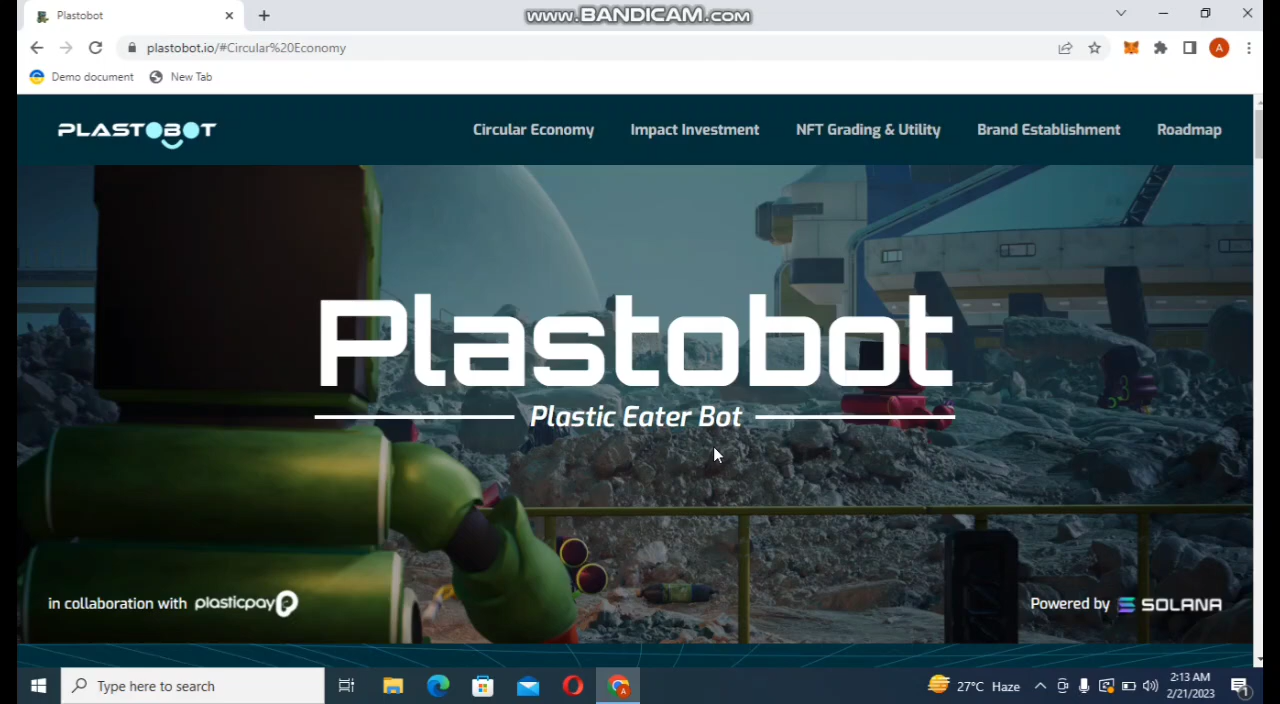 Plastobot
www.BANDICAM.com
plastobot.io/#Circular%20Economy
A
Demo document
New Tab
PLASTOBOT
Circular Economy
Impact Investment
NFT Grading & Utility
Brand Establishment
Roadmap
Plastobot
Plastic Eater Bot
in collaboration with plasticpay
Powered by SOLANA
Type here to search
A
27°C Haze
2:13 AM
2/21/2023
1